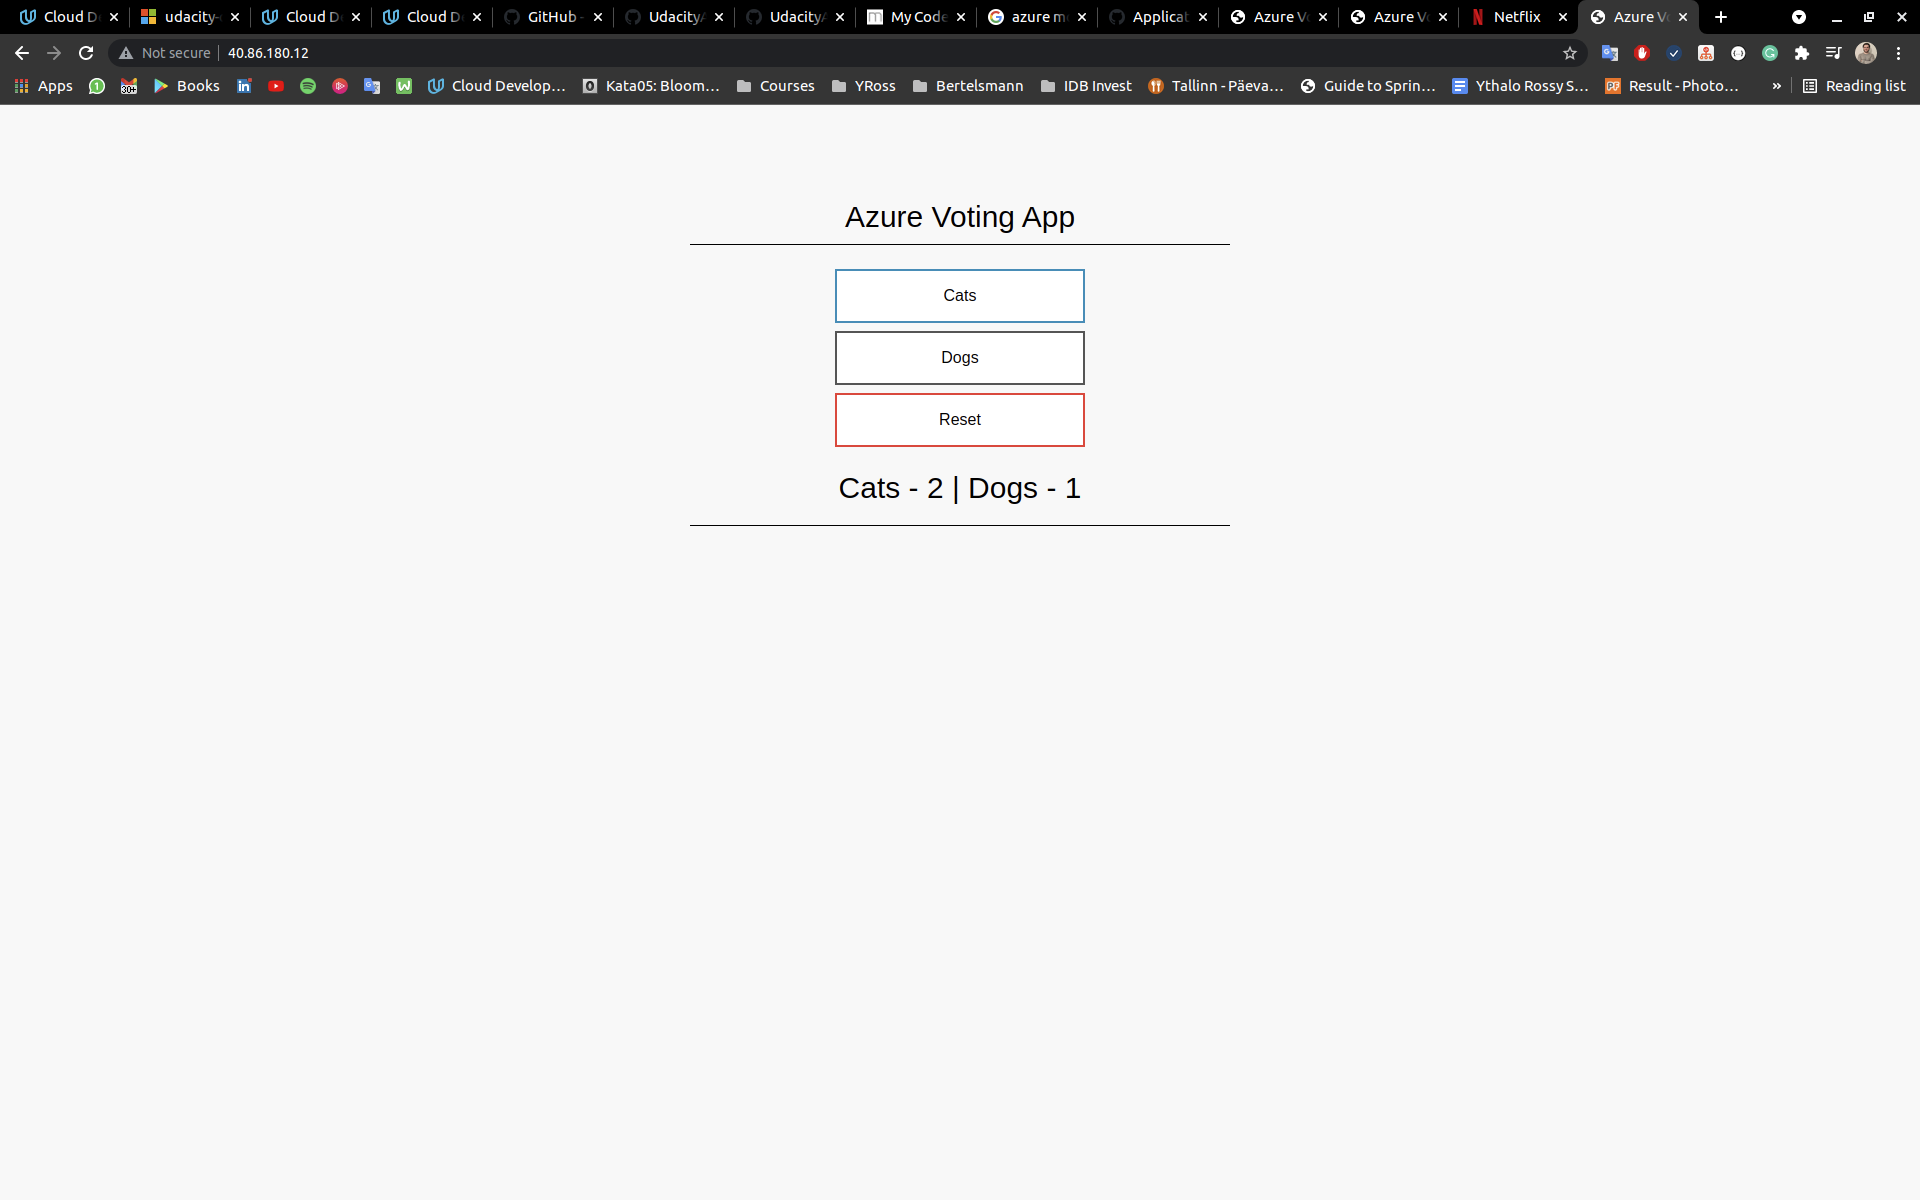 Cloud D udacity- Cloud D Cloud D GitHub - Udacity Udacity My Code azure m Applicat Azure V Azure V Netflix Azure V
Not secure 40.86.180.12
Apps Books Cloud Develop... Kata05: Bloom... Courses YRoss Bertelsmann IDB Invest Tallinn - Päeva... Guide to Sprin... Ythalo Rossy S... Result - Photo... » Reading list
Azure Voting App
Cats
Dogs
Reset
Cats - 2 | Dogs - 1